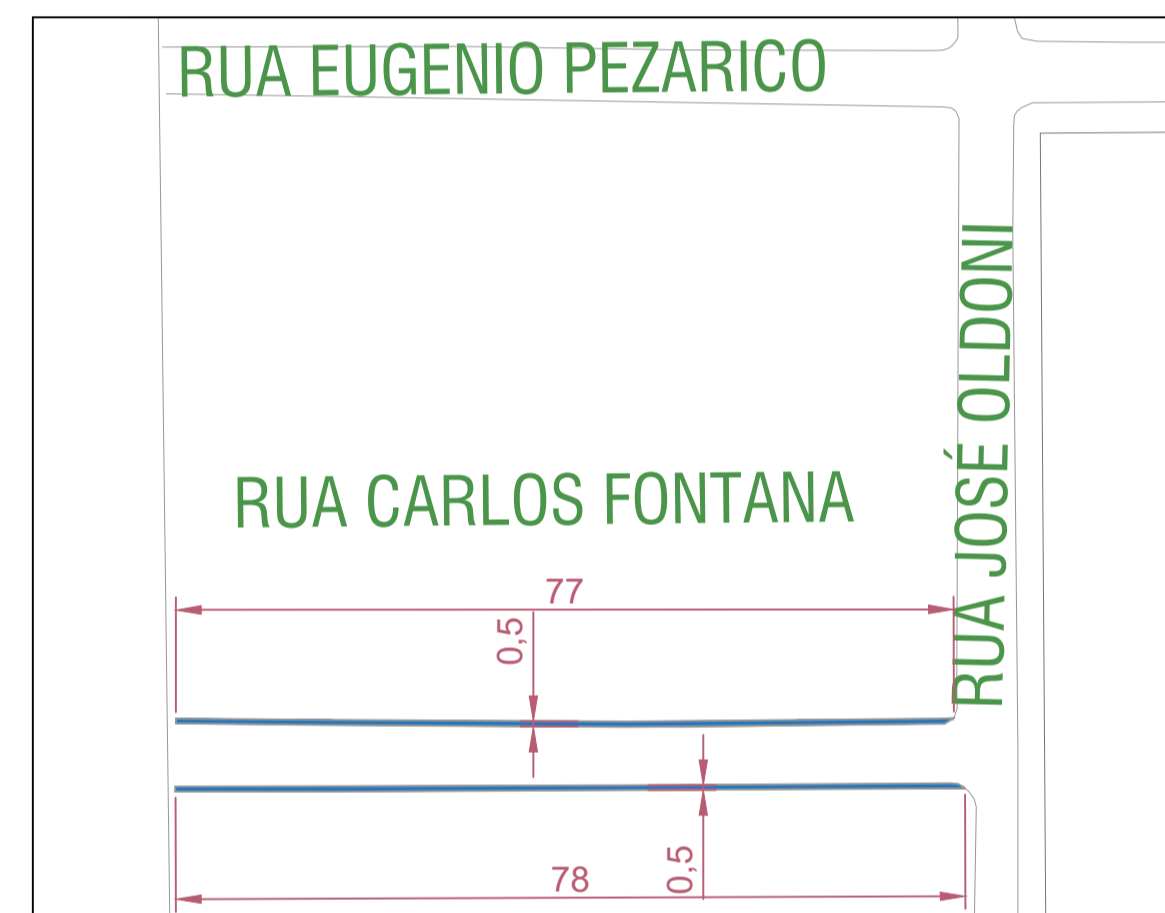 RUA EUGENIO PEZARICO
RUA JOSÉ OLDONI
RUA CARLOS FONTANA
77
0,5
78
0,5